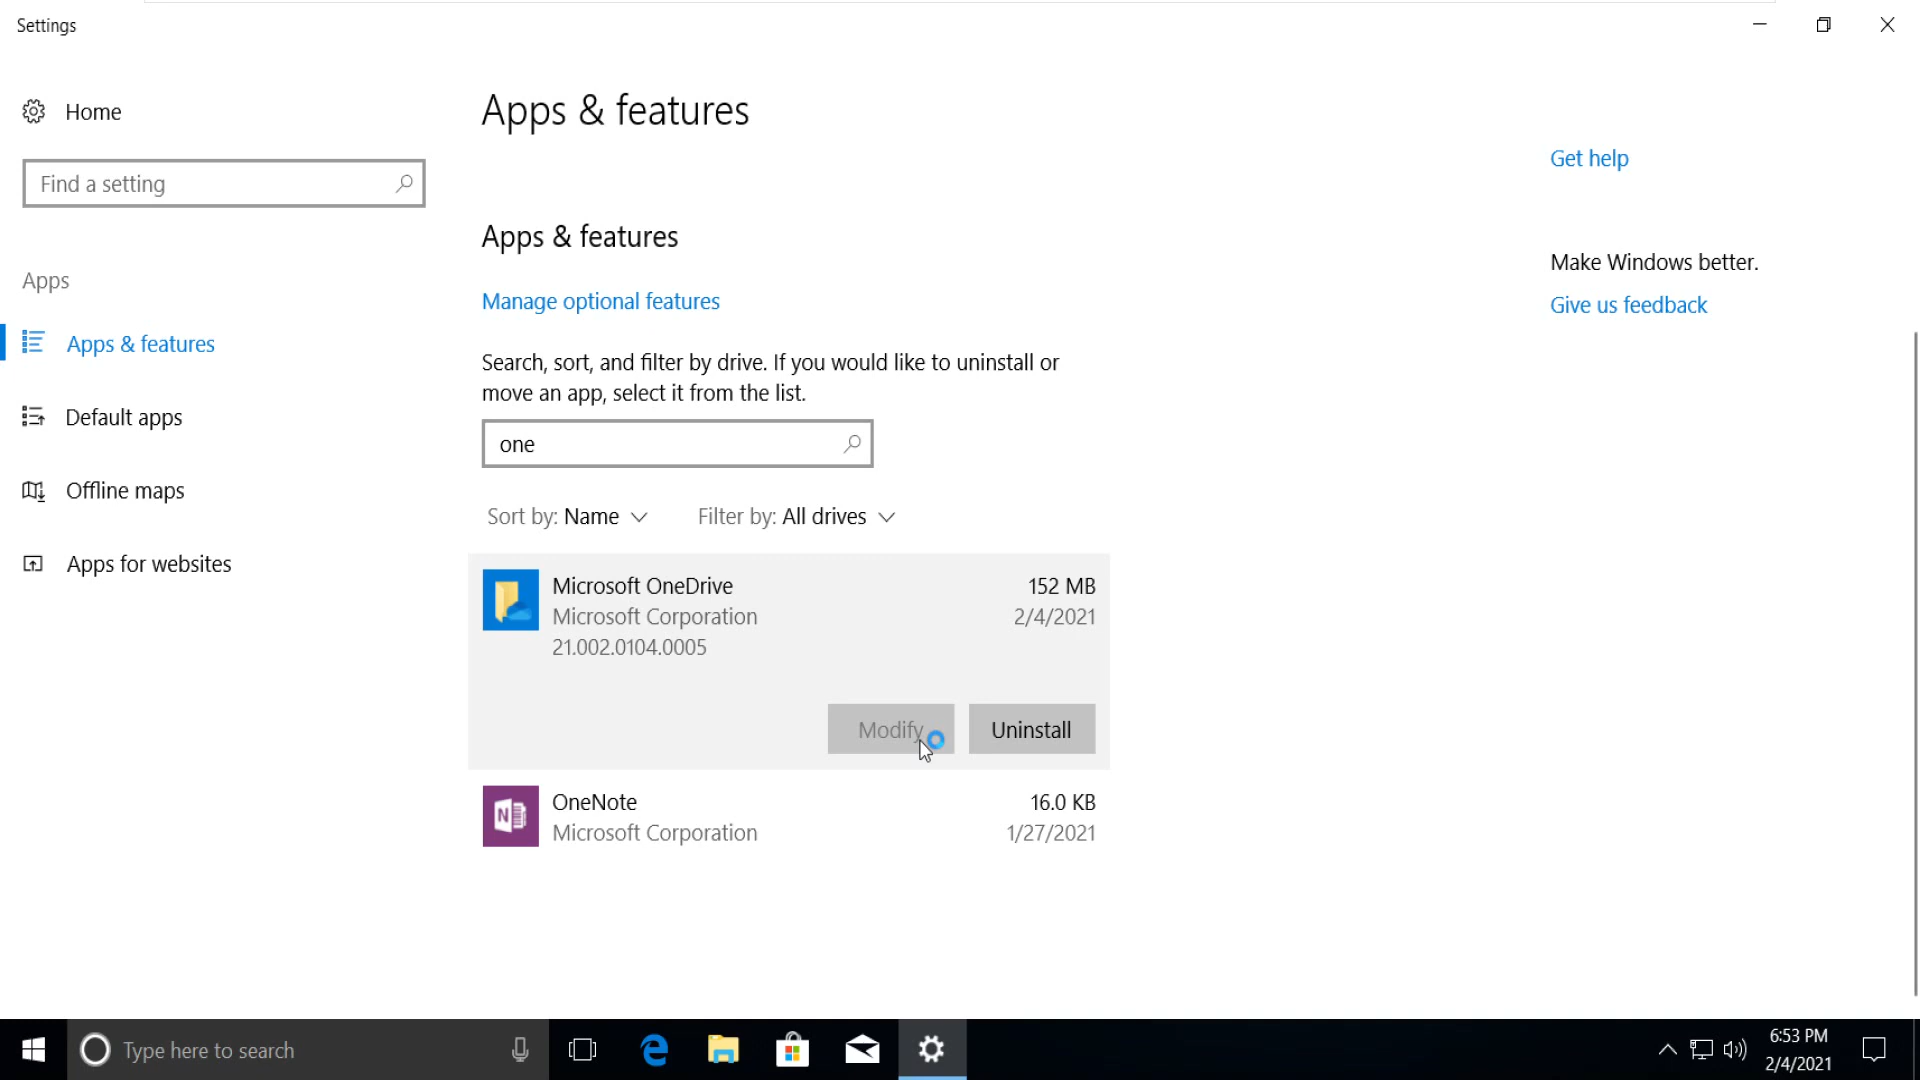 Settings
Home
Find a setting
Apps
Apps & features
Default apps
Offline maps
Apps for websites
Apps & features
Apps & features
Manage optional features
Search, sort, and filter by drive. If you would like to uninstall or
move an app, select it from the list.
one
Sort by: Name
Filter by: All drives
Microsoft OneDrive 152 MB
Microsoft Corporation 2/4/2021
21.002.0104.0005
Modify Uninstall
N
OneNote 16.0 KB
Microsoft Corporation 1/27/2021
Get help
Make Windows better.
Give us feedback
Type here to search
6:53 PM
2/4/2021